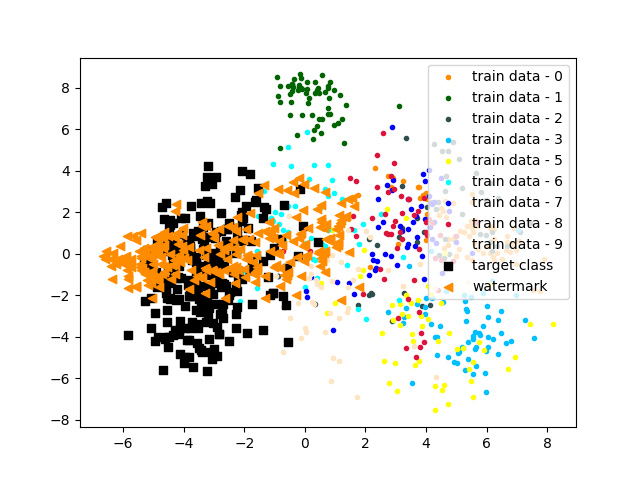 train data - 0
train data - 1
train data - 2
train data - 3
train data - 5
train data - 6
train data - 7
train data - 8
train data - 9
target class
watermark
8
6
4
2
0
−2
−4
−6
−8
−6 −4 −2 0 2 4 6 8